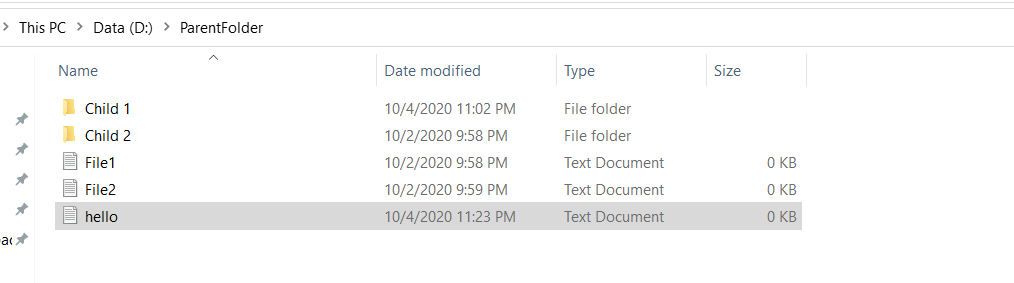 > This PC > Data (D:) > ParentFolder
Name Date modified Type Size
Child 1 10/4/2020 11:02 PM File folder
Child 2 10/2/2020 9:58 PM File folder
File1 10/2/2020 9:58 PM Text Document 0 KB
File2 10/2/2020 9:59 PM Text Document 0 KB
hello 10/4/2020 11:23 PM Text Document 0 KB